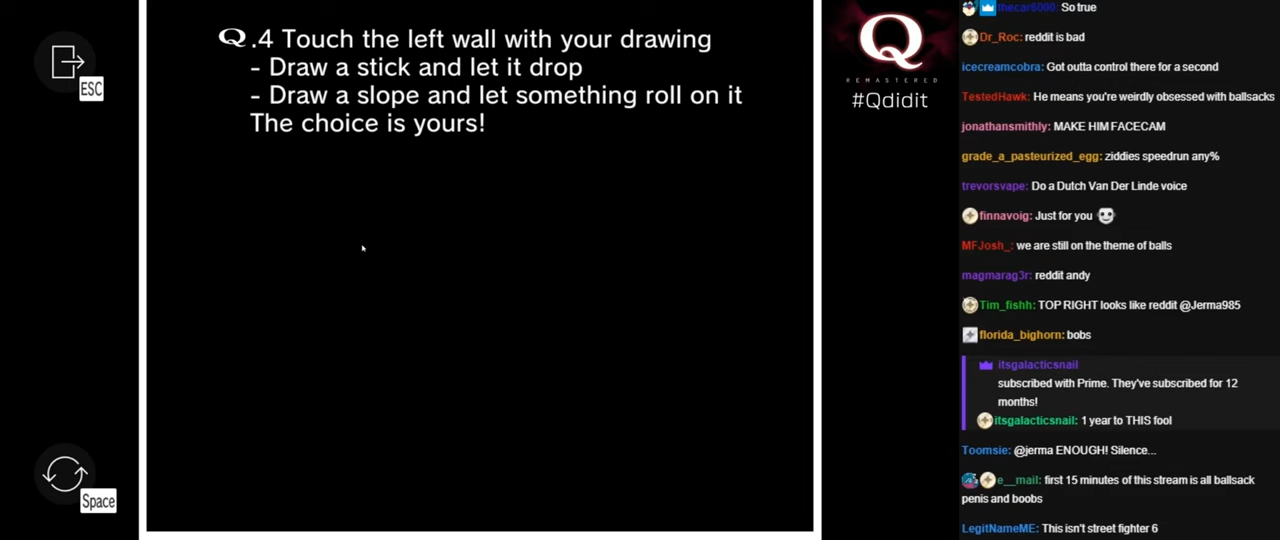 Q.4 Touch the left wall with your drawing
- Draw a stick and let it drop
- Draw a slope and let something roll on it
The choice is yours!
ESC
Space
Q
REMASTERED
#Qdidit
thecar6000: So true
Dr_Roc: reddit is bad
icecreamcobra: Got outta control there for a second
TestedHawk: He means you're weirdly obsessed with ballsacks
jonathansmithly: MAKE HIM FACECAM
grade_a_pasteurized_egg: ziddies speedrun any%
trevorsvape: Do a Dutch Van Der Linde voice
finnavoig: Just for you
MFJosh_: we are still on the theme of balls
magmarag3r: reddit andy
Tim_fishh: TOP RIGHT looks like reddit @Jerma985
florida_bighorn: bobs
itsgalacticsnail
subscribed with Prime. They've subscribed for 12
months!
itsgalacticsnail: 1 year to THIS fool
Toomsie: @jerma ENOUGH! Silence...
e__mail: first 15 minutes of this stream is all ballsack
penis and boobs
LegitNameME: This isn't street fighter 6